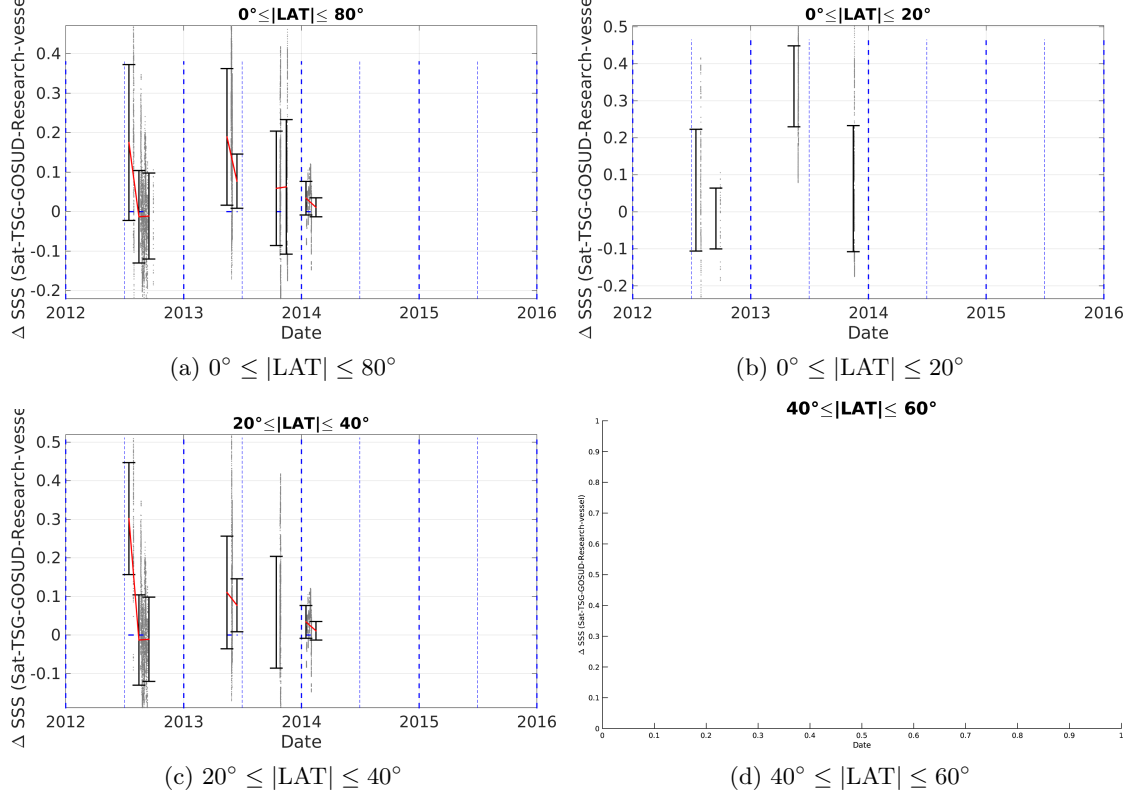 0°≤|LAT|≤ 80°
Δ SSS (Sat-TSG-GOSUD-Research-vessel
0.4
0.3
0.2
0.1
0
-0.1
-0.2
2012 2013 2014 2015 2016
Date
(a) 0° ≤ |LAT| ≤ 80°
0°≤|LAT|≤ 20°
Δ SSS (Sat-TSG-GOSUD-Research-vessel
0.5
0.4
0.3
0.2
0.1
0
-0.1
-0.2
2012 2013 2014 2015 2016
Date
(b) 0° ≤ |LAT| ≤ 20°
20°≤|LAT|≤ 40°
Δ SSS (Sat-TSG-GOSUD-Research-vesse
0.5
0.4
0.3
0.2
0.1
0
-0.1
2012 2013 2014 2015 2016
Date
(c) 20° ≤ |LAT| ≤ 40°
40°≤|LAT|≤ 60°
Δ SSS (Sat-TSG-GOSUD-Research-vessel)
1
0.9
0.8
0.7
0.6
0.5
0.4
0.3
0.2
0.1
0
0 0.1 0.2 0.3 0.4 0.5 0.6 0.7 0.8 0.9 1
Date
(d) 40° ≤ |LAT| ≤ 60°